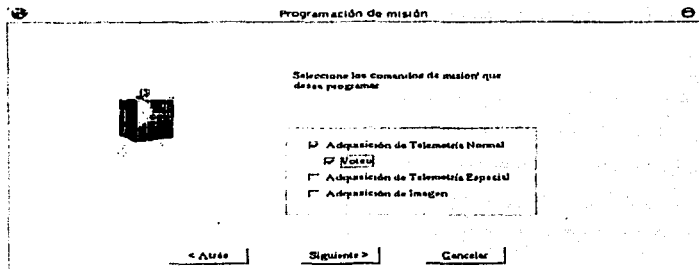 Programación de misión
Seleccione los comandos de misión que
desea programar
Adquisición de Telemetría Normal
Voteo
Adquisición de Telemetría Especial
Adquisición de Imagen
< Atrás
Siguiente >
Cancelar